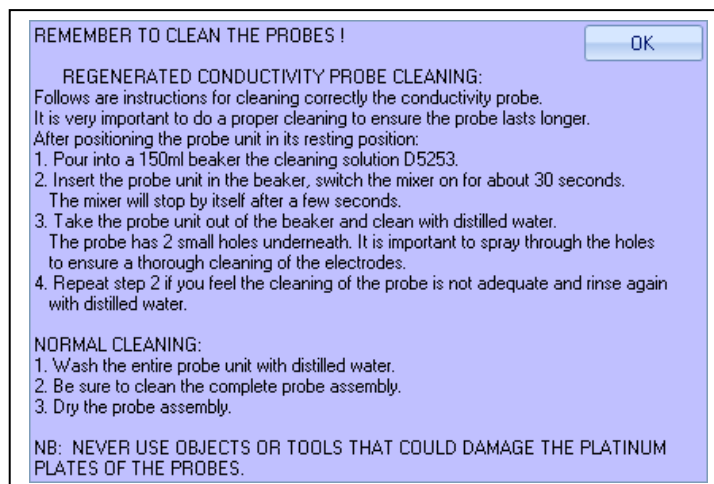 REMEMBER TO CLEAN THE PROBES !
OK
REGENERATED CONDUCTIVITY PROBE CLEANING:
Follows are instructions for cleaning correctly the conductivity probe.
It is very important to do a proper cleaning to ensure the probe lasts longer.
After positioning the probe unit in its resting position:
1. Pour into a 150ml beaker the cleaning solution D5253.
2. Insert the probe unit in the beaker, switch the mixer on for about 30 seconds.
The mixer will stop by itself after a few seconds.
3. Take the probe unit out of the beaker and clean with distilled water.
The probe has 2 small holes underneath. It is important to spray through the holes
to ensure a thorough cleaning of the electrodes.
4. Repeat step 2 if you feel the cleaning of the probe is not adequate and rinse again
with distilled water.
NORMAL CLEANING:
1. Wash the entire probe unit with distilled water.
2. Be sure to clean the complete probe assembly.
3. Dry the probe assembly.
NB: NEVER USE OBJECTS OR TOOLS THAT COULD DAMAGE THE PLATINUM
PLATES OF THE PROBES.